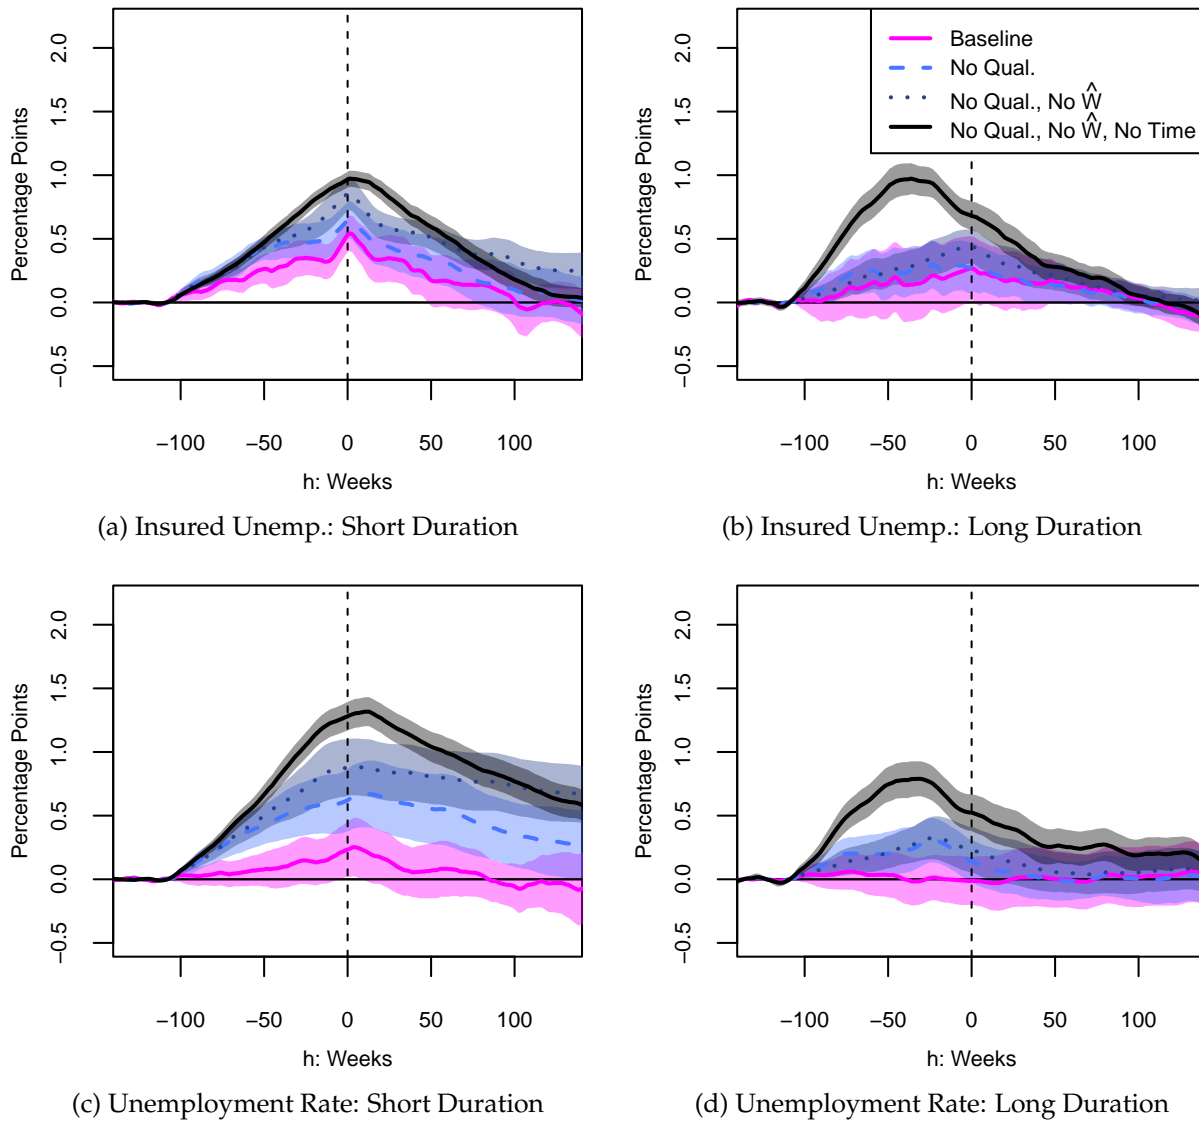 2.0
1.5
1.0
0.5
0.0
−0.5
Percentage Points
−100 −50 0 50 100
h: Weeks
(a) Insured Unemp.: Short Duration
2.0
1.5
1.0
0.5
0.0
−0.5
Percentage Points
Baseline
No Qual.
No Qual., No Ŵ
No Qual., No Ŵ, No Time
−100 −50 0 50 100
h: Weeks
(b) Insured Unemp.: Long Duration
2.0
1.5
1.0
0.5
0.0
−0.5
Percentage Points
−100 −50 0 50 100
h: Weeks
(c) Unemployment Rate: Short Duration
2.0
1.5
1.0
0.5
0.0
−0.5
Percentage Points
−100 −50 0 50 100
h: Weeks
(d) Unemployment Rate: Long Duration